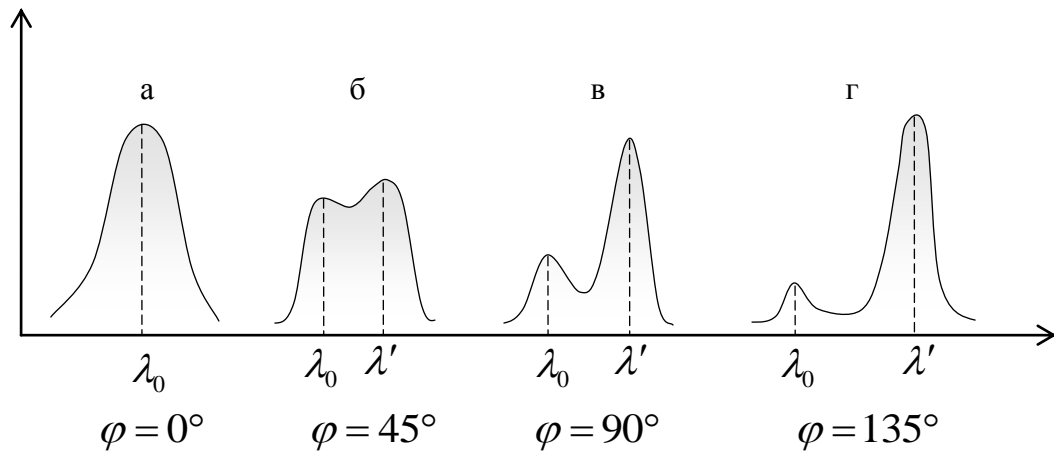 а б в г
λ₀ λ₀ λ′ λ₀ λ′ λ₀ λ′
φ = 0° φ = 45° φ = 90° φ = 135°